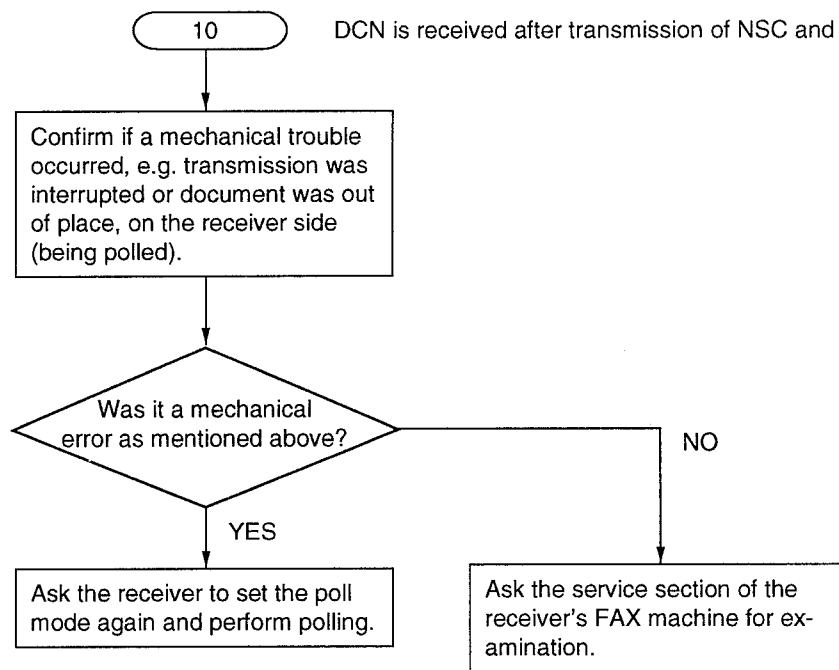 10
DCN is received after transmission of NSC and
Confirm if a mechanical trouble
occurred, e.g. transmission was
interrupted or document was out
of place, on the receiver side
(being polled).
Was it a mechanical
error as mentioned above?
NO
YES
Ask the receiver to set the poll
mode again and perform polling.
Ask the service section of the
receiver's FAX machine for ex-
amination.